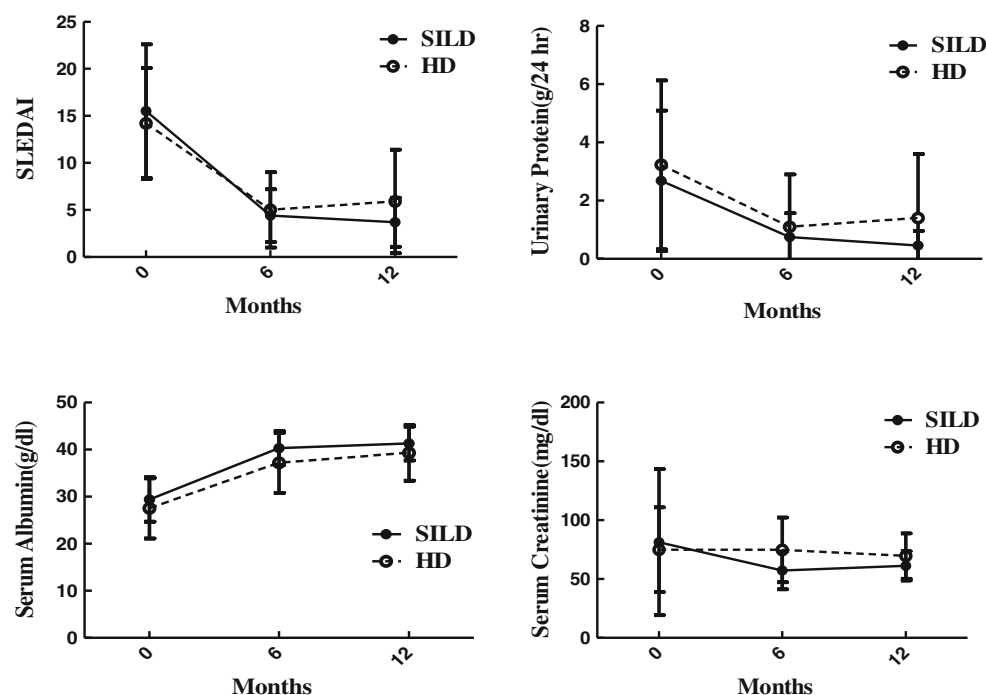 SLEDAI
25
20
15
10
5
0
SILD
HD
0
6
12
Months
Urinary Protein(g/24 hr)
8
6
4
2
0
SILD
HD
0
6
12
Months
Serum Albumin(g/dl)
50
40
30
20
10
0
SILD
HD
0
6
12
Months
Serum Creatinine(mg/dl)
200
150
100
50
0
SILD
HD
0
6
12
Months